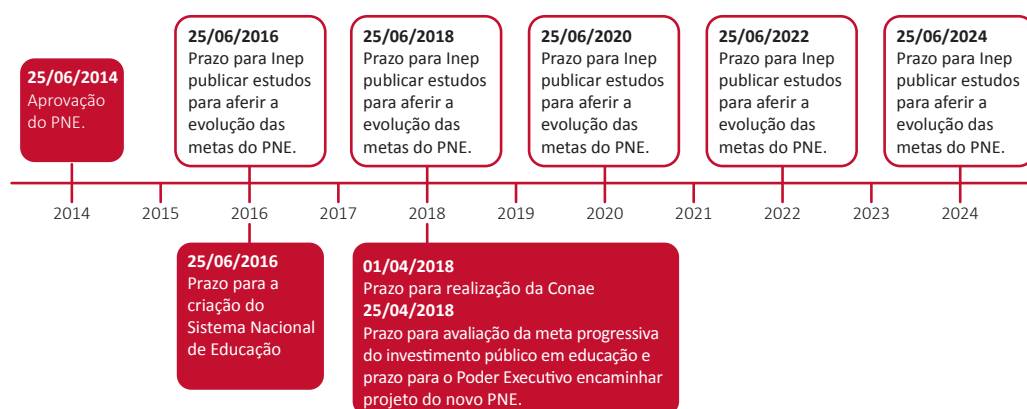 25/06/2014
Aprovação
do PNE.
25/06/2016
Prazo para Inep
publicar estudos
para aferir a
evolução das
metas do PNE.
25/06/2018
Prazo para Inep
publicar estudos
para aferir a
evolução das
metas do PNE.
25/06/2020
Prazo para Inep
publicar estudos
para aferir a
evolução das
metas do PNE.
25/06/2022
Prazo para Inep
publicar estudos
para aferir a
evolução das
metas do PNE.
25/06/2024
Prazo para Inep
publicar estudos
para aferir a
evolução das
metas do PNE.
2014 2015 2016 2017 2018 2019 2020 2021 2022 2023 2024
25/06/2016
Prazo para a
criação do
Sistema Nacional
de Educação
01/04/2018
Prazo para realização da Conae
25/04/2018
Prazo para avaliação da meta progressiva
do investimento público em educação e
prazo para o Poder Executivo encaminhar
projeto do novo PNE.